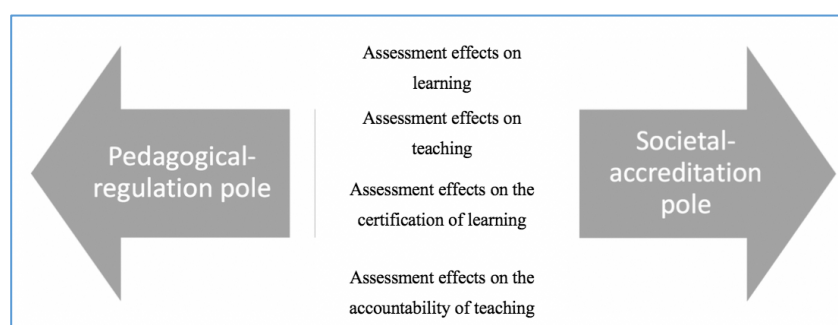 Pedagogical-
regulation pole
Assessment effects on
learning
Assessment effects on
teaching
Assessment effects on the
certification of learning
Assessment effects on the
accountability of teaching
Societal-
accreditation
pole